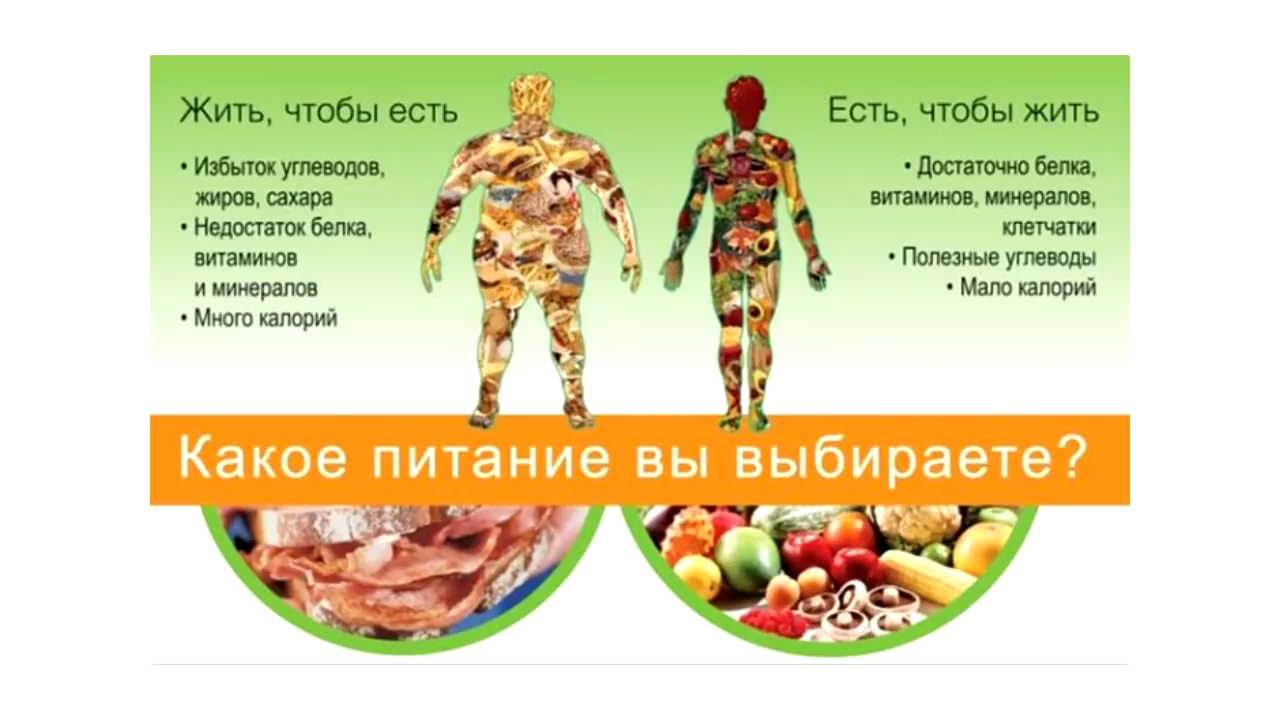 Жить, чтобы есть
• Избыток углеводов,
жиров, сахара
• Недостаток белка,
витаминов
и минералов
• Много калорий
Есть, чтобы жить
• Достаточно белка,
витаминов, минералов,
клетчатки
• Полезные углеводы
• Мало калорий
Какое питание вы выбираете?